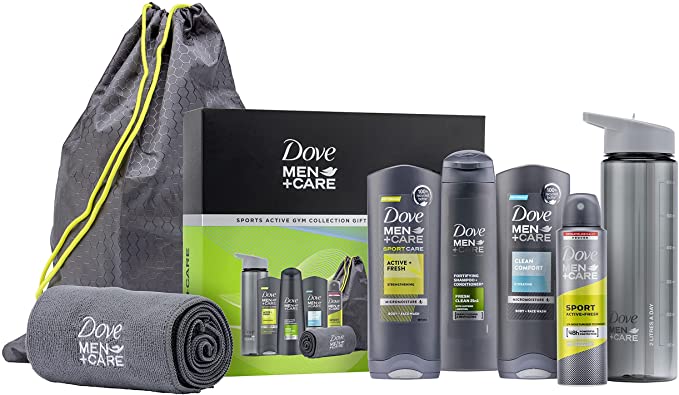 Dove
MEN
+CARE
SPORTS ACTIVE GYM COLLECTION GIFT
Dove
MEN
+CARE
Dove
MEN
+CARE
SPORTCARE
ACTIVE +
FRESH
STRENGTHENING
MICROMOISTURE
BODY + FACE WASH
Dove
MEN
+CARE
FORTIFYING
SHAMPOO +
CONDITIONER
FRESH
CLEAN 2in1
Dove
MEN
+CARE
CLEAN
COMFORT
HYDRATING
MICROMOISTURE
BODY + FACE WASH
Dove
MEN
+CARE
SPORT
ACTIVE+FRESH
48h
Dove
MEN
+CARE
2 LITRES A DAY